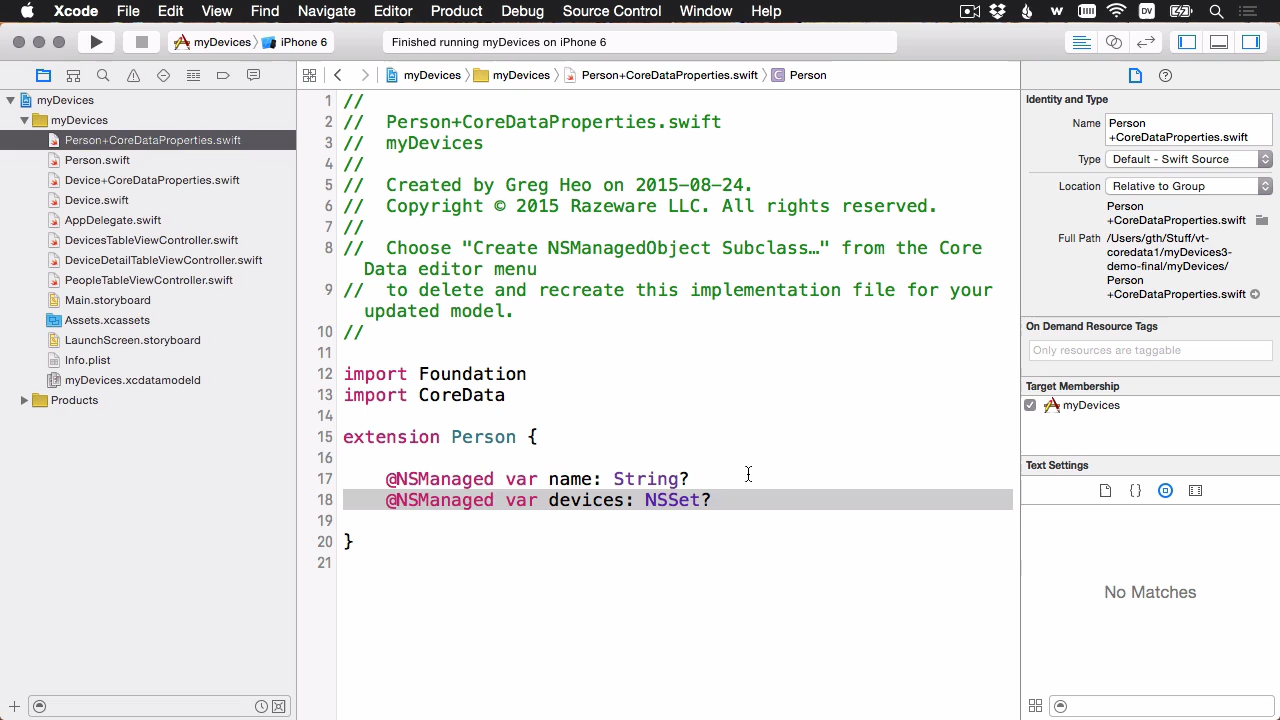 Xcode File Edit View Find Navigate Editor Product Debug Source Control Window Help
myDevices iPhone 6
Finished running myDevices on iPhone 6
myDevices
myDevices
Person+CoreDataProperties.swift
Person.swift
Device+CoreDataProperties.swift
Device.swift
AppDelegate.swift
DevicesTableViewController.swift
DeviceDetailTableViewController.swift
PeopleTableViewController.swift
Main.storyboard
Assets.xcassets
LaunchScreen.storyboard
Info.plist
myDevices.xcdatamodeld
Products
myDevices myDevices Person+CoreDataProperties.swift C Person
1 //
2 // Person+CoreDataProperties.swift
3 // myDevices
4 //
5 // Created by Greg Heo on 2015-08-24.
6 // Copyright © 2015 Razeware LLC. All rights reserved.
7 //
8 // Choose "Create NSManagedObject Subclass…" from the Core
Data editor menu
9 // to delete and recreate this implementation file for your
updated model.
10 //
11
12 import Foundation
13 import CoreData
14
15 extension Person {
16
17 @NSManaged var name: String?
18 @NSManaged var devices: NSSet?
19
20 }
21
Identity and Type
Name Person
+CoreDataProperties.swift
Type Default - Swift Source
Location Relative to Group
Person
+CoreDataProperties.swift
Full Path /Users/gth/Stuff/vt-
coredata1/myDevices3-
demo-final/myDevices/
Person
+CoreDataProperties.swift
On Demand Resource Tags
Only resources are taggable
Target Membership
myDevices
Text Settings
{}
No Matches